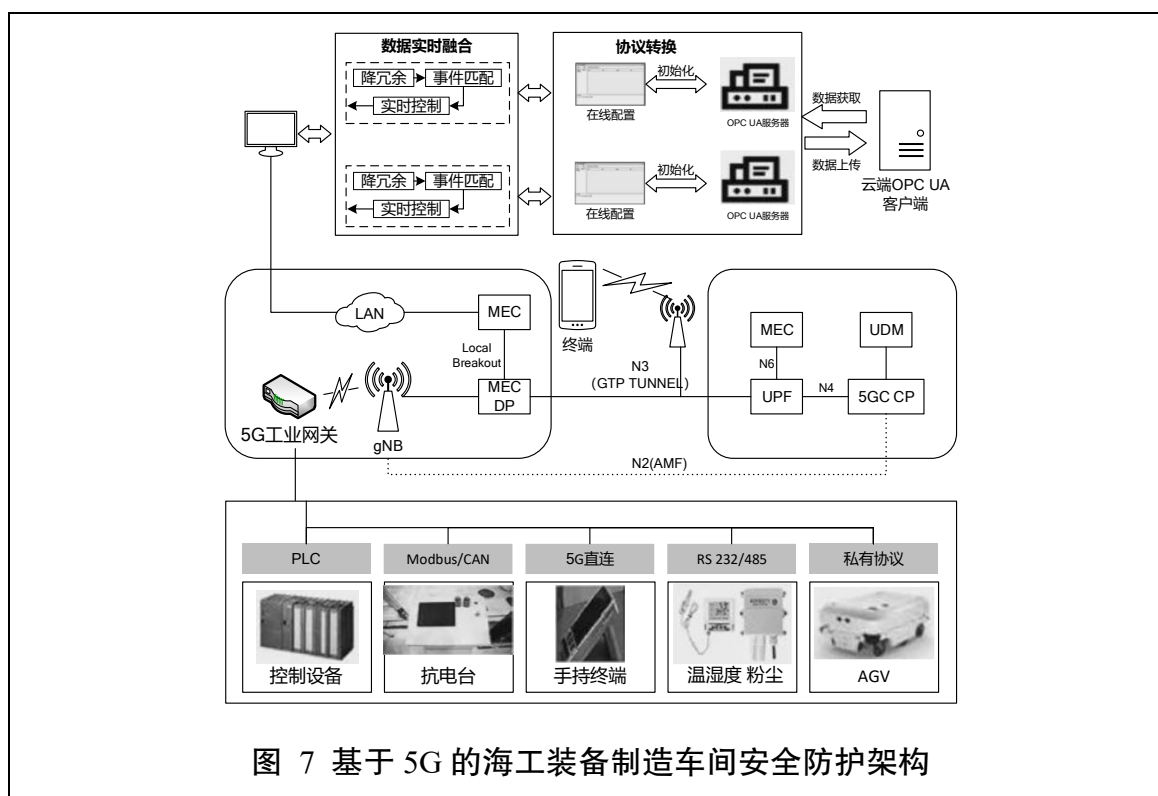 数据实时融合
协议转换
降冗余
事件匹配
实时控制
在线配置
初始化
OPC UA服务器
数据获取
数据上传
云端OPC UA
客户端
降冗余
事件匹配
实时控制
在线配置
初始化
OPC UA服务器
LAN
MEC
Local
Breakout
MEC
DP
5G工业网关
gNB
终端
N3
(GTP TUNNEL)
MEC
UDM
N6
UPF
N4
5GC CP
N2(AMF)
PLC
Modbus/CAN
5G直连
RS 232/485
私有协议
控制设备
抗电台
手持终端
温湿度 粉尘
AGV
图 7 基于 5G 的海工装备制造车间安全防护架构